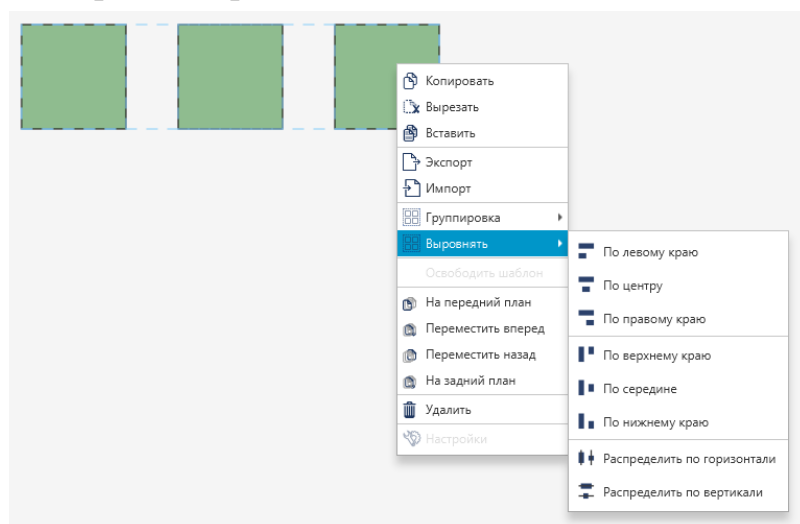 Копировать
Вырезать
Вставить
Экспорт
Импорт
Группировка
Выровнять
Освободить шаблон
На передний план
Переместить вперед
Переместить назад
На задний план
Удалить
Настройки
По левому краю
По центру
По правому краю
По верхнему краю
По середине
По нижнему краю
Распределить по горизонтали
Распределить по вертикали